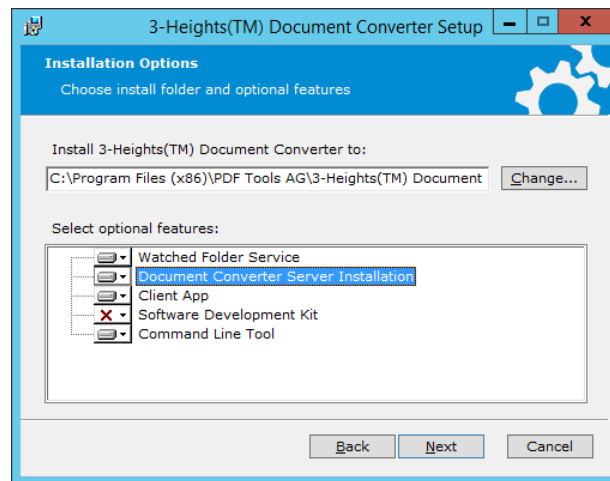 3-Heights(TM) Document Converter Setup
Installation Options
Choose install folder and optional features
Install 3-Heights(TM) Document Converter to:
C:\Program Files (x86)\PDF Tools AG\3-Heights(TM) Document
Change...
Select optional features:
Watched Folder Service
Document Converter Server Installation
Client App
Software Development Kit
Command Line Tool
Back Next Cancel